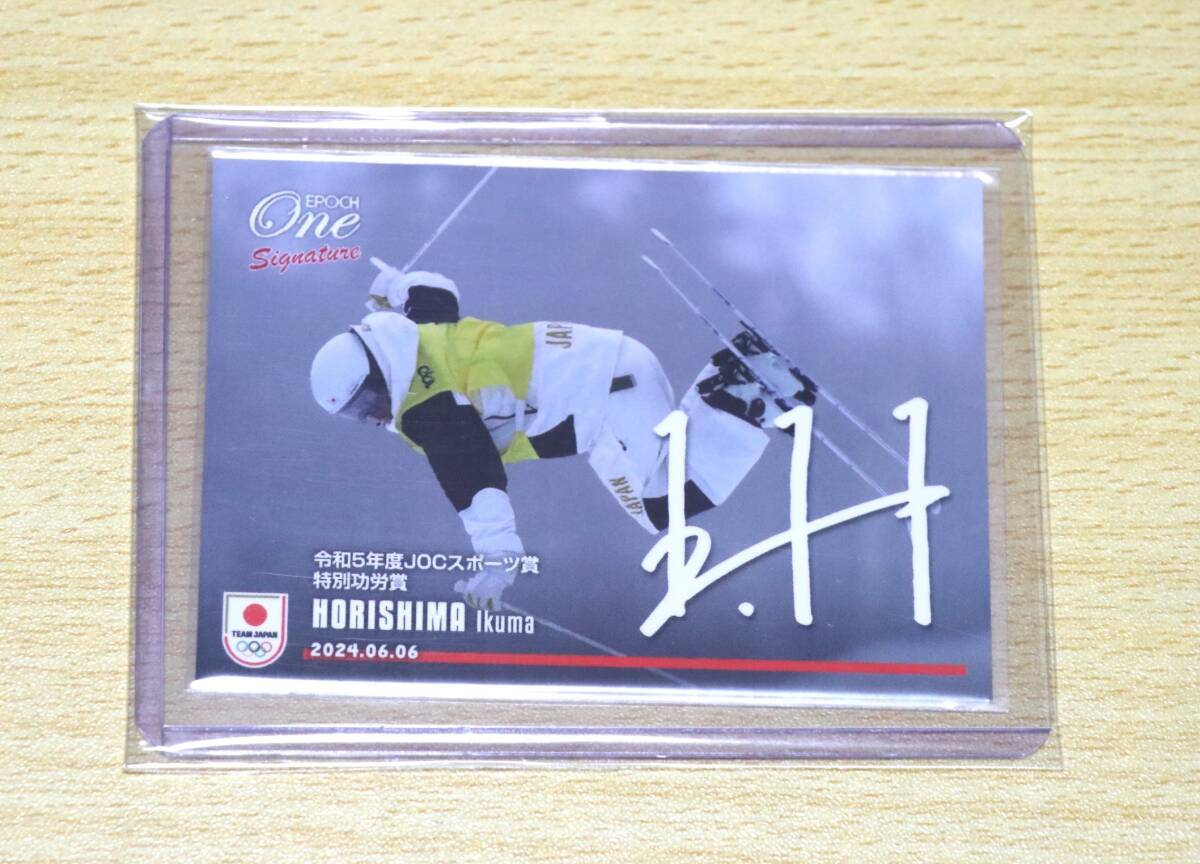 EPOCH
One
Signature
JAPAN
JAPAN
令和5年度JOCスポーツ賞
特別功労賞
HORISHIMA Ikuma
TEAM JAPAN
2024.06.06